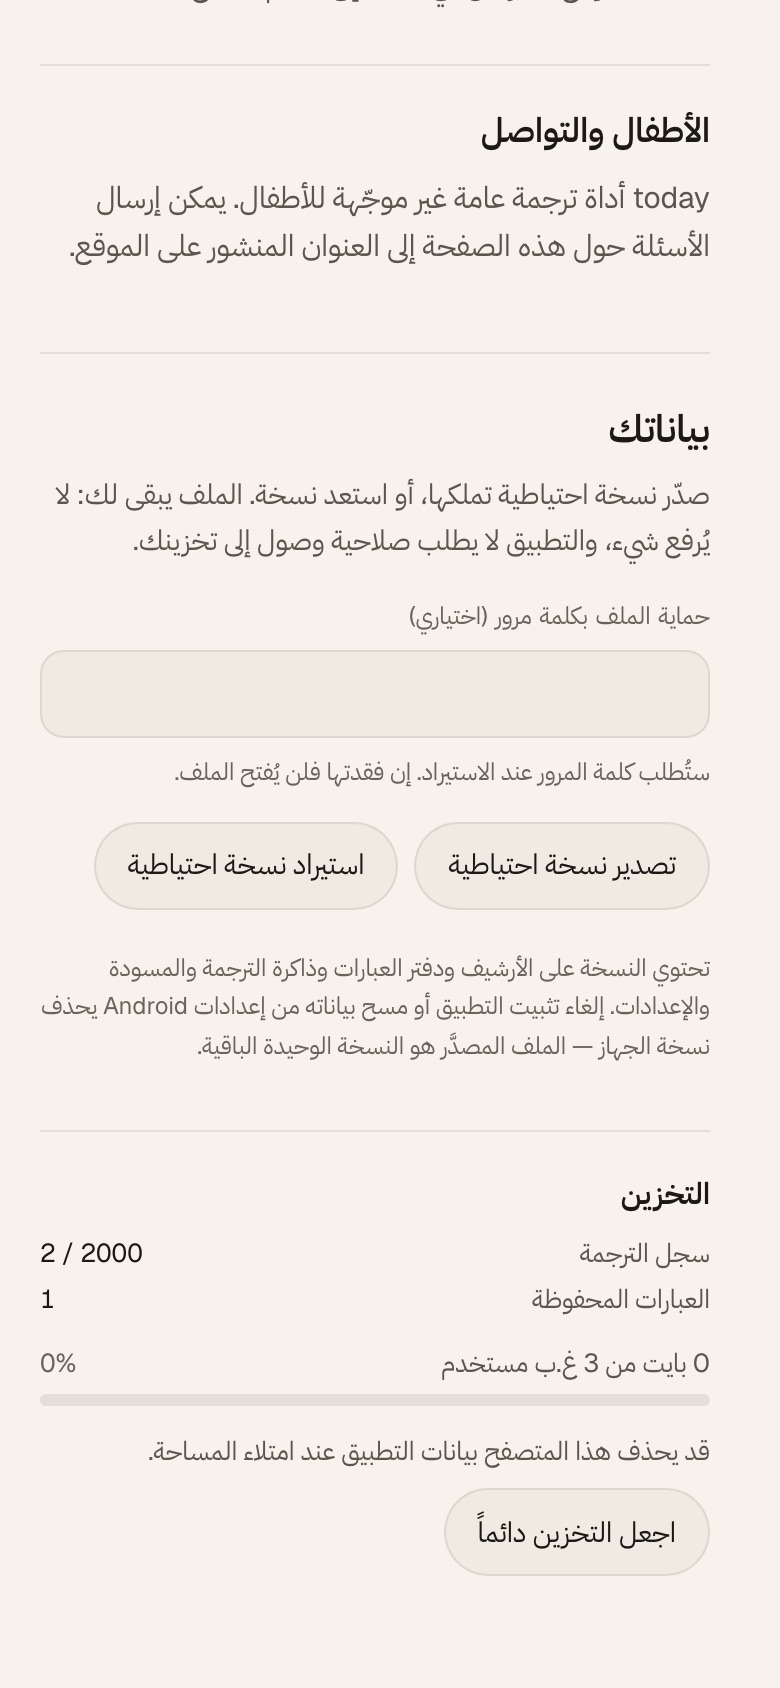 الأطفال والتواصل
today أداة ترجمة عامة غير موجّهة للأطفال. يمكن إرسال
الأسئلة حول هذه الصفحة إلى العنوان المنشور على الموقع.
بياناتك
صدّر نسخة احتياطية تملكها، أو استعد نسخة. الملف يبقى لك: لا
يُرفع شيء، والتطبيق لا يطلب صلاحية وصول إلى تخزينك.
حماية الملف بكلمة مرور (اختياري)
ستُطلب كلمة المرور عند الاستيراد. إن فقدتها فلن يُفتح الملف.
تصدير نسخة احتياطية
استيراد نسخة احتياطية
تحتوي النسخة على الأرشيف ودفتر العبارات وذاكرة الترجمة والمسودة
والإعدادات. إلغاء تثبيت التطبيق أو مسح بياناته من إعدادات Android يحذف
نسخة الجهاز — الملف المصدَّر هو النسخة الوحيدة الباقية.
التخزين
سجل الترجمة 2 / 2000
العبارات المحفوظة 1
0 بايت من 3 غ.ب مستخدم 0%
قد يحذف هذا المتصفح بيانات التطبيق عند امتلاء المساحة.
اجعل التخزين دائماً